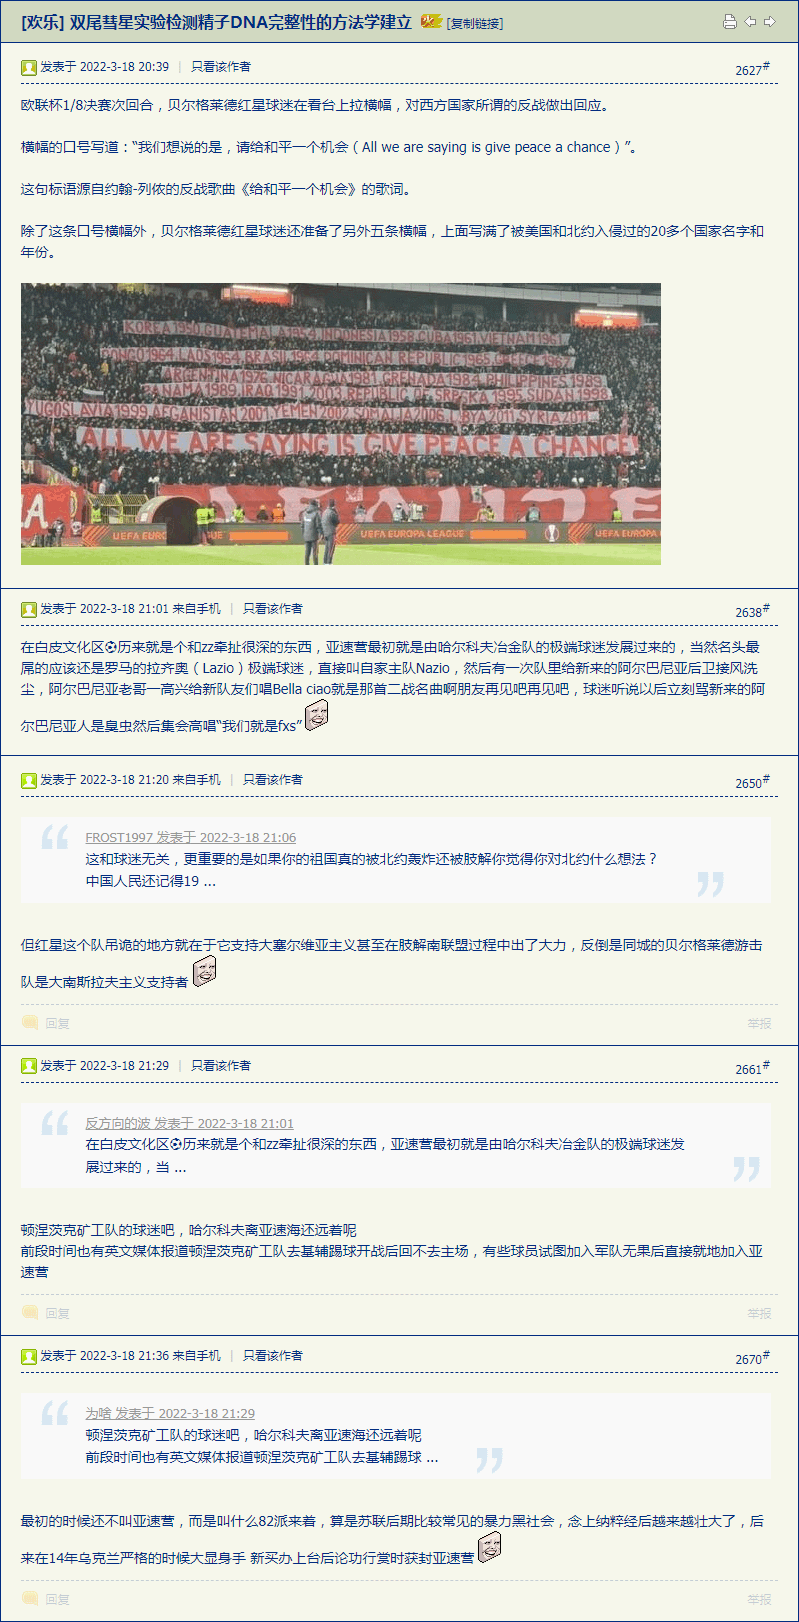 [欢乐] 双尾彗星实验检测精子DNA完整性的方法学建立 火 [复制链接]
发表于 2022-3-18 20:39 | 只看该作者 2627#
欧联杯1/8决赛次回合，贝尔格莱德红星球迷在看台上拉横幅，对西方国家所谓的反战做出回应。
横幅的口号写道：“我们想说的是，请给和平一个机会（All we are saying is give peace a chance）”。
这句标语源自约翰-列侬的反战歌曲《给和平一个机会》的歌词。
除了这条口号横幅外，贝尔格莱德红星球迷还准备了另外五条横幅，上面写满了被美国和北约入侵过的20多个国家名字和
年份。
KOREA1950,GUATEMALA1954,INDONESIA1958,CUBA1961,VIETNAM1961
CONGO1964,LAOS1964,BRASIL1964,DOMINICAN REPUBLIC1965,GREECE1967
ARGENTINA1976,NICARAGUA1981,GRENADA1984,PHILIPPINES,1989
PANAMA1989,IRAQ,1991,2003,REPUBLIC OF SRPSKA 1995,SUDAN 1998
YUGOSLAVIA1999,AFGANISTAN 2001,YEMEN 2002,SOMALIA2006,LIBYA2011,SYRIA2011
ALL WE ARE SAYING IS GIVE PEACE A CHANCE!
UEFA EUROPA LEAGUE UEFA EUROPA
发表于 2022-3-18 21:01 来自手机 | 只看该作者 2638#
在白皮文化区⚽历来就是个和zz牵扯很深的东西，亚速营最初就是由哈尔科夫冶金队的极端球迷发展过来的，当然名头最
屌的应该还是罗马的拉齐奥（Lazio）极端球迷，直接叫自家主队Nazio，然后有一次队里给新来的阿尔巴尼亚后卫接风洗
尘，阿尔巴尼亚老哥一高兴给新队友们唱Bella ciao就是那首二战名曲啊朋友再见吧再见吧，球迷听说以后立刻骂新来的阿
尔巴尼亚人是臭虫然后集会高唱“我们就是fxs”
发表于 2022-3-18 21:20 来自手机 | 只看该作者 2650#
FROST1997 发表于 2022-3-18 21:06
这和球迷无关，更重要的是如果你的祖国真的被北约轰炸还被肢解你觉得你对北约什么想法？
中国人民还记得19 ...
但红星这个队吊诡的地方就在于它支持大塞尔维亚主义甚至在肢解南联盟过程中出了大力，反倒是同城的贝尔格莱德游击
队是大南斯拉夫主义支持者
回复 举报
发表于 2022-3-18 21:29 | 只看该作者 2661#
反方向的波 发表于 2022-3-18 21:01
在白皮文化区⚽历来就是个和zz牵扯很深的东西，亚速营最初就是由哈尔科夫冶金队的极端球迷发
展过来的，当 ...
顿涅茨克矿工队的球迷吧，哈尔科夫离亚速海还远着呢
前段时间也有英文媒体报道顿涅茨克矿工队去基辅踢球开战后回不去主场，有些球员试图加入军队无果后直接就地加入亚
速营
回复 举报
发表于 2022-3-18 21:36 来自手机 | 只看该作者 2670#
为啥 发表于 2022-3-18 21:29
顿涅茨克矿工队的球迷吧，哈尔科夫离亚速海还远着呢
前段时间也有英文媒体报道顿涅茨克矿工队去基辅踢球 ...
最初的时候还不叫亚速营，而是叫什么82派来着，算是苏联后期比较常见的暴力黑社会，念上纳粹经后越来越壮大了，后
来在14年乌克兰严格的时候大显身手 新买办上台后论功行赏时获封亚速营
回复 举报